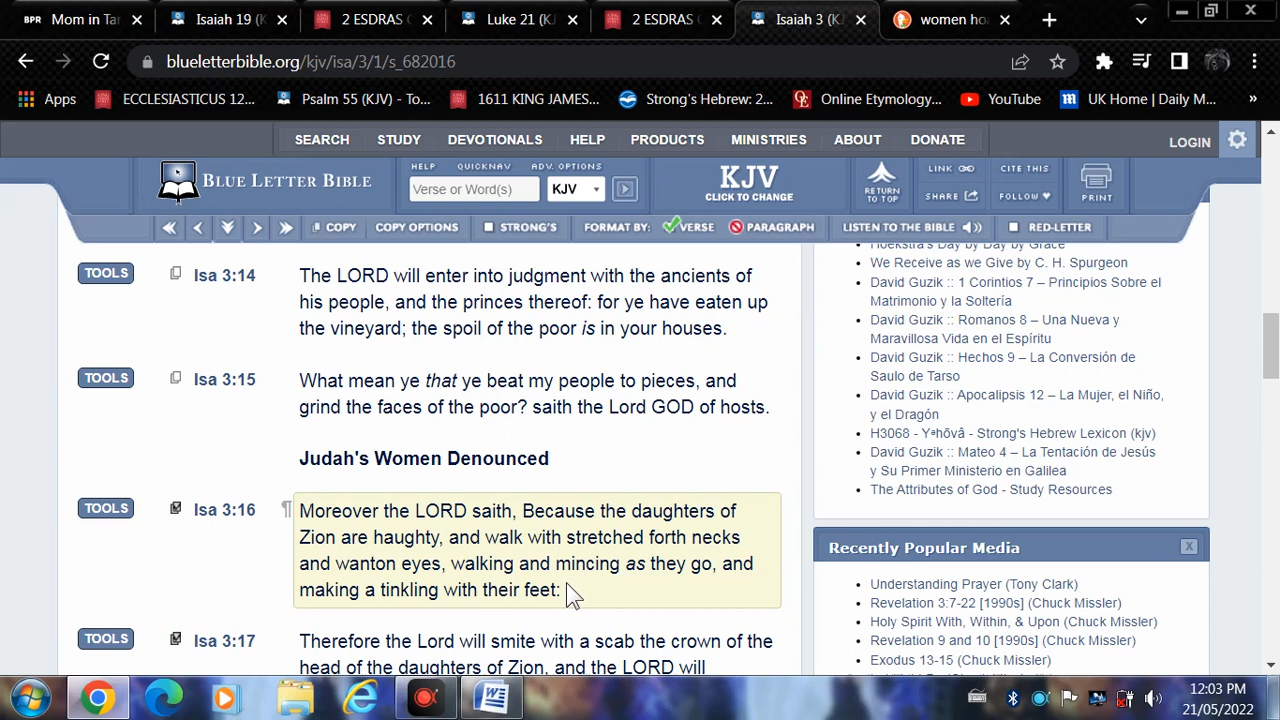 BPR Mom in Tar
Isaiah 19 (
2 ESDRAS
Luke 21 (K
2 ESDRAS
Isaiah 3 (K
women ho
blueletterbible.org/kjv/isa/3/1/s_682016
Apps
ECCLESIASTICUS 12...
Psalm 55 (KJV) - To...
1611 KING JAMES...
Strong's Hebrew: 2...
Online Etymology...
YouTube
UK Home | Daily M...
»
SEARCH STUDY DEVOTIONALS HELP PRODUCTS MINISTRIES ABOUT DONATE
LOGIN
BLUE LETTER BIBLE
HELP QUICKNAV ADV. OPTIONS
Verse or Word(s)
KJV
KJV
CLICK TO CHANGE
RETURN
TO TOP
LINK
CITE THIS
SHARE
FOLLOW
PRINT
COPY COPY OPTIONS STRONG'S FORMAT BY: VERSE PARAGRAPH LISTEN TO THE BIBLE RED-LETTER
TOOLS Isa 3:14
The LORD will enter into judgment with the ancients of
his people, and the princes thereof: for ye have eaten up
the vineyard; the spoil of the poor is in your houses.
TOOLS Isa 3:15
What mean ye that ye beat my people to pieces, and
grind the faces of the poor? saith the Lord GOD of hosts.
Judah's Women Denounced
TOOLS Isa 3:16 ¶
Moreover the LORD saith, Because the daughters of
Zion are haughty, and walk with stretched forth necks
and wanton eyes, walking and mincing as they go, and
making a tinkling with their feet:
TOOLS Isa 3:17
Therefore the Lord will smite with a scab the crown of the
head of the daughters of Zion, and the LORD will
Hoekstra's Day by Day by Grace
We Receive as we Give by C. H. Spurgeon
David Guzik :: 1 Corintios 7 – Principios Sobre el
Matrimonio y la Soltería
David Guzik :: Romanos 8 – Una Nueva y
Maravillosa Vida en el Espíritu
David Guzik :: Hechos 9 – La Conversión de
Saulo de Tarso
David Guzik :: Apocalipsis 12 – La Mujer, el Niño,
y el Dragón
H3068 - Yᵊhōvâ - Strong's Hebrew Lexicon (kjv)
David Guzik :: Mateo 4 – La Tentación de Jesús
y Su Primer Ministerio en Galilea
The Attributes of God - Study Resources
Recently Popular Media
X
Understanding Prayer (Tony Clark)
Revelation 3:7-22 [1990s] (Chuck Missler)
Holy Spirit With, Within, & Upon (Chuck Missler)
Revelation 9 and 10 [1990s] (Chuck Missler)
Exodus 13-15 (Chuck Missler)
12:03 PM
21/05/2022